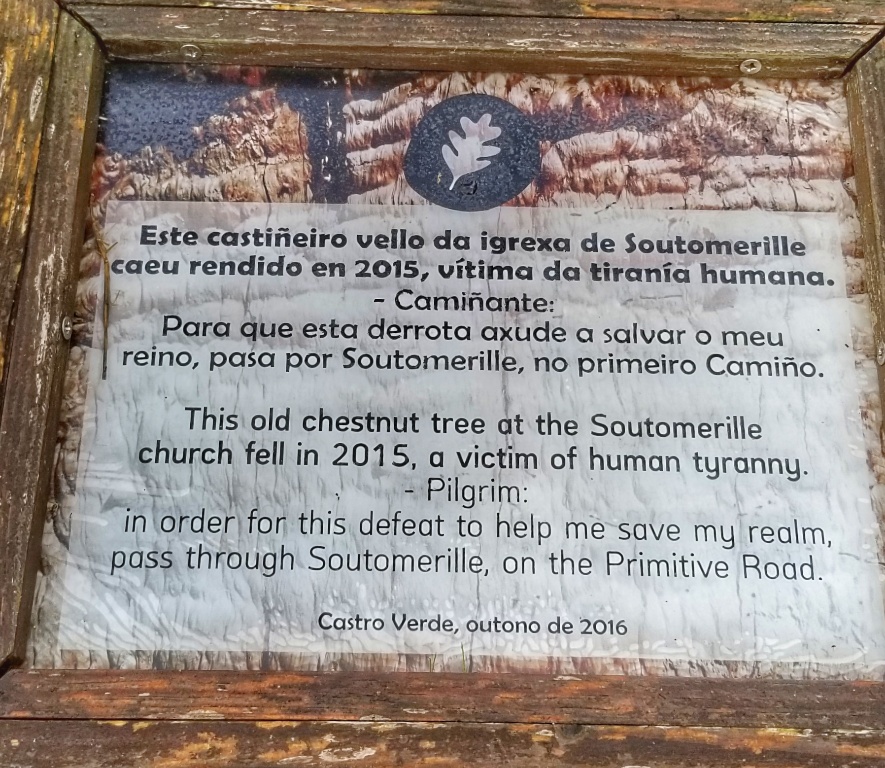 Este castiñeiro vello da igrexa de Soutomerille
caeu rendido en 2015, vítima da tiranía humana.
- Camiñante:
Para que esta derrota axude a salvar o meu
reino, pasa por Soutomerille, no primeiro Camiño.
This old chestnut tree at the Soutomerille
church fell in 2015, a victim of human tyranny.
- Pilgrim:
in order for this defeat to help me save my realm,
pass through Soutomerille, on the Primitive Road.
Castro Verde, outono de 2016